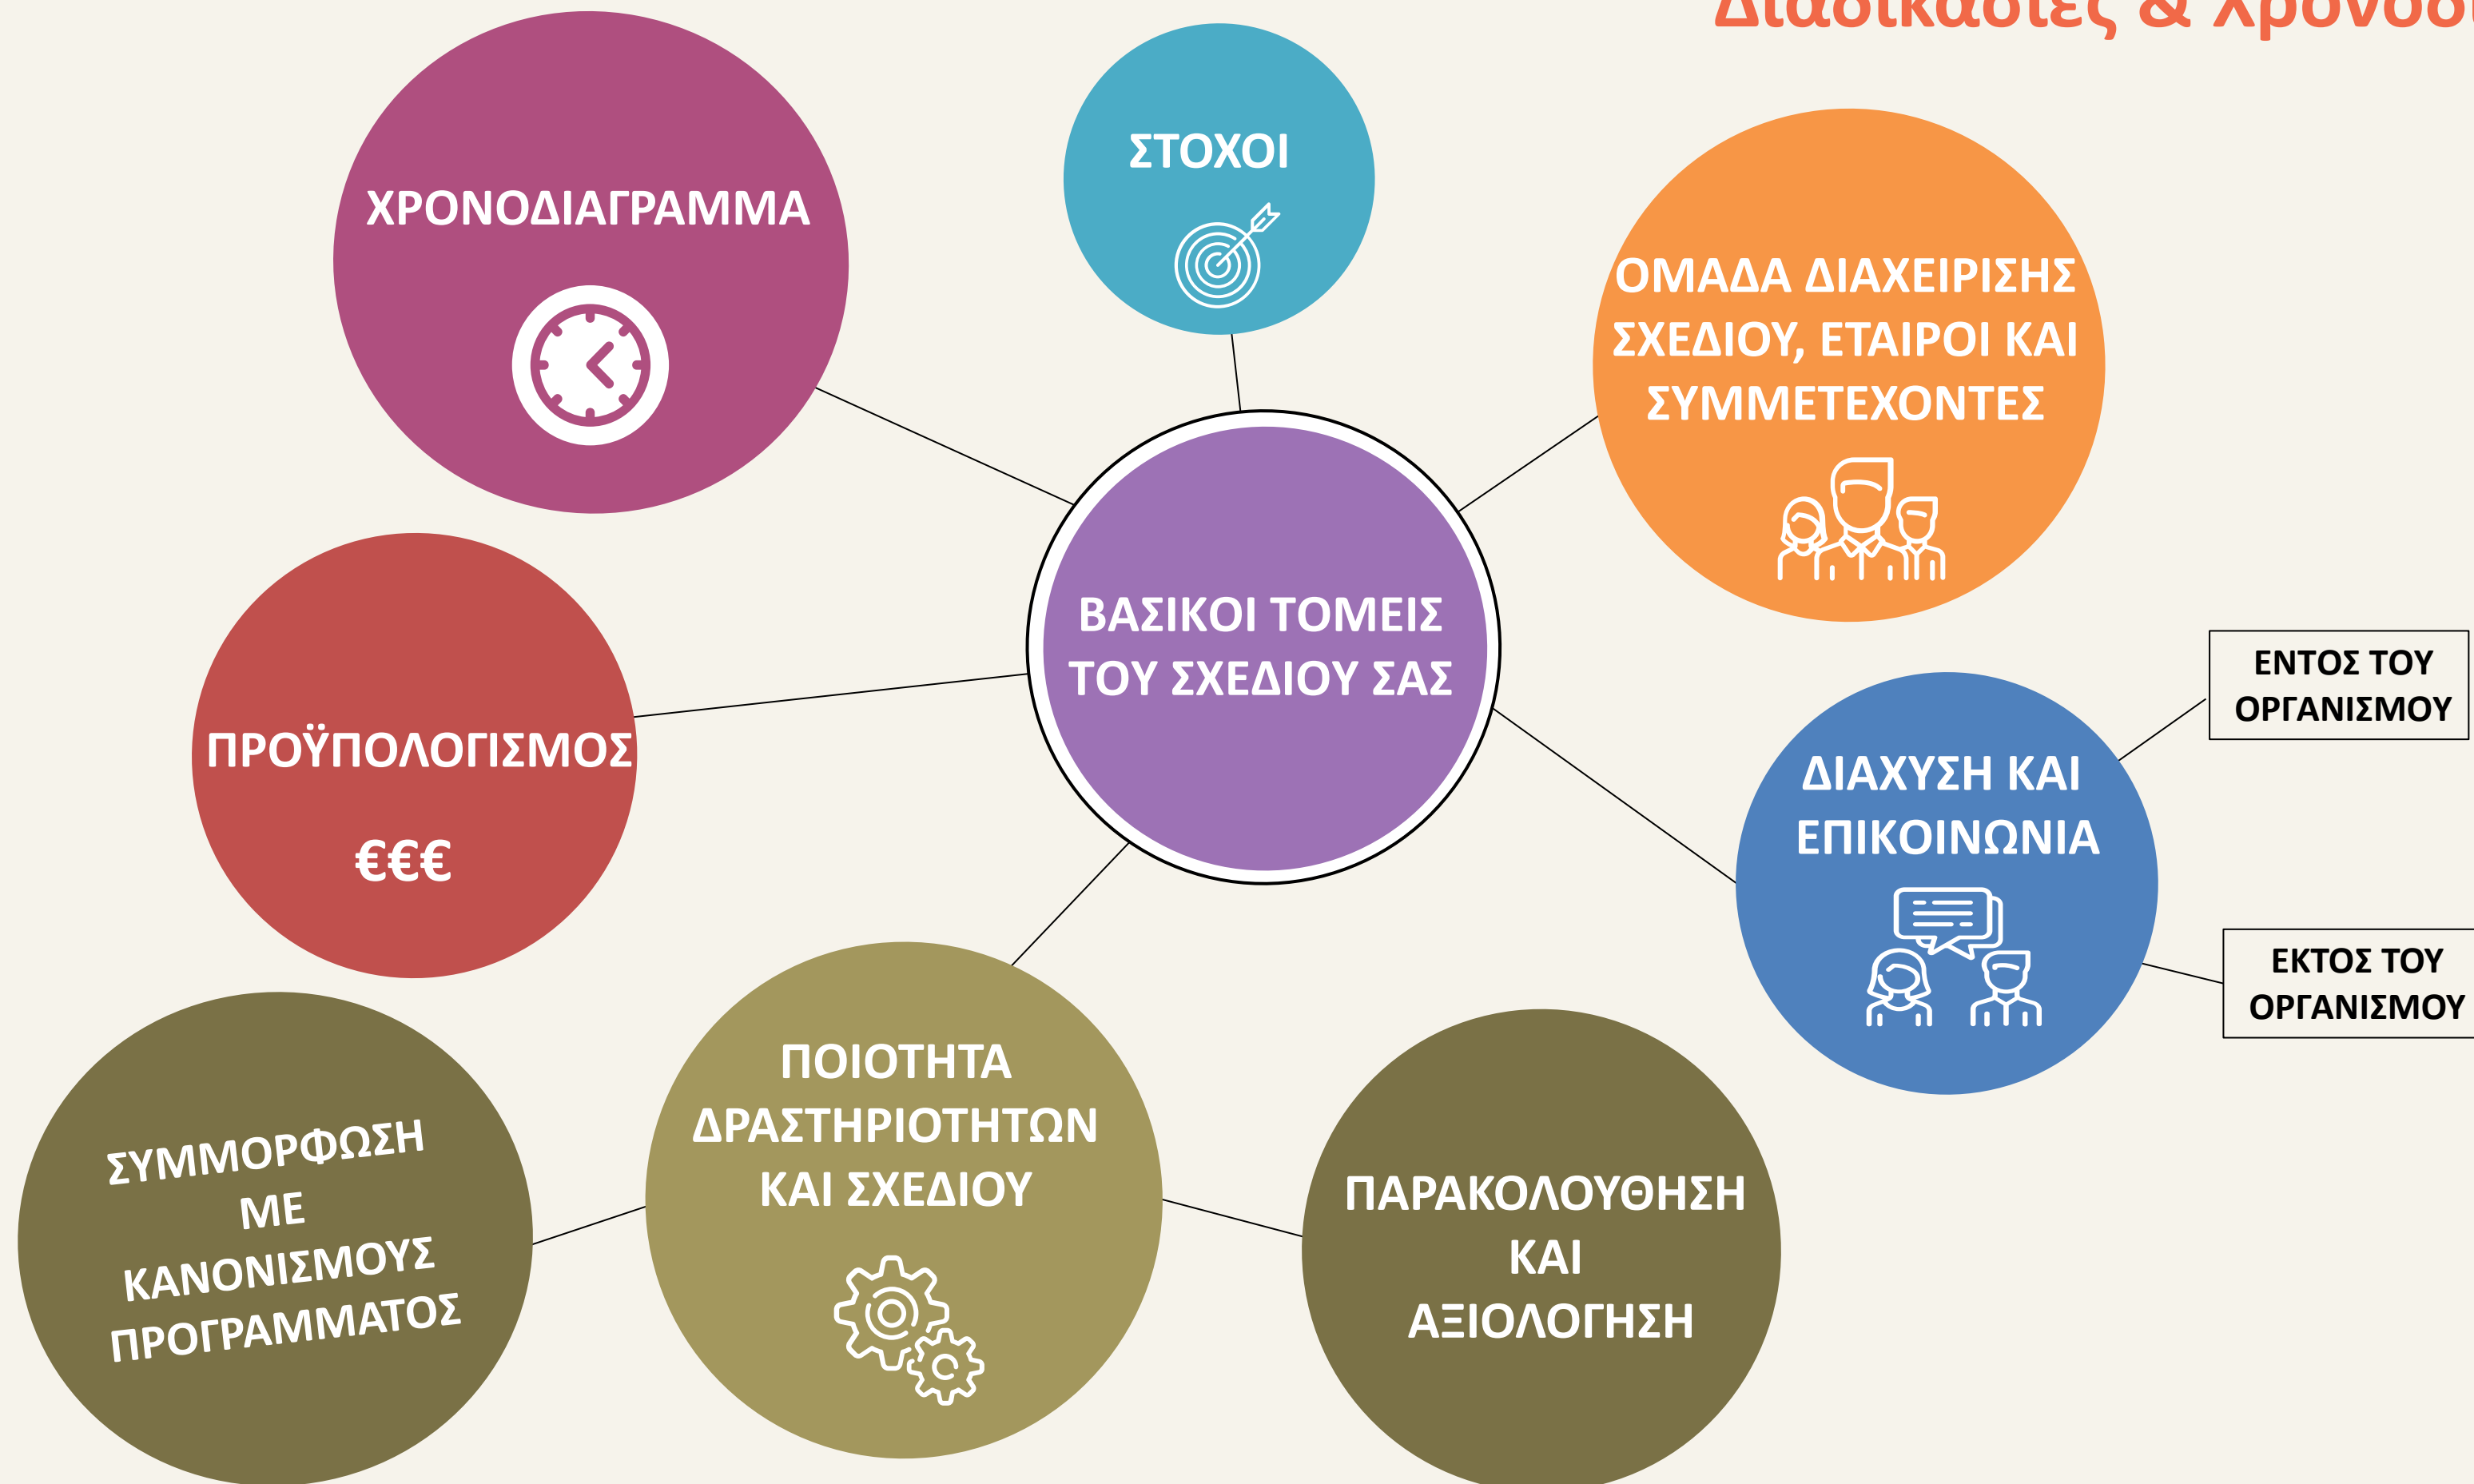 Διαδικασίες &
ΧΡΟΝΟΔΙΑΓΡΑΜΜΑ
ΣΤΟΧΟΙ
ΟΜΑΔΑ ΔΙΑΧΕΙΡΙΣΗΣ
ΣΧΕΔΙΟΥ, ΕΤΑΙΡΟΙ ΚΑΙ
ΣΥΜΜΕΤΕΧΟΝΤΕΣ
ΒΑΣΙΚΟΙ ΤΟΜΕΙΣ
ΤΟΥ ΣΧΕΔΙΟΥ ΣΑΣ
ΠΡΟΫΠΟΛΟΓΙΣΜΟΣ
€€€
ΔΙΑΧΥΣΗ ΚΑΙ
ΕΠΙΚΟΙΝΩΝΙΑ
ΕΝΤΟΣ ΤΟΥ
ΟΡΓΑΝΙΣΜΟΥ
ΕΚΤΟΣ ΤΟΥ
ΟΡΓΑΝΙΣΜΟΥ
ΣΥΜΜΟΡΦΩΣΗ
ΜΕ
ΚΑΝΟΝΙΣΜΟΥΣ
ΠΡΟΓΡΑΜΜΑΤΟΣ
ΠΟΙΟΤΗΤΑ
ΔΡΑΣΤΗΡΙΟΤΗΤΩΝ
ΚΑΙ ΣΧΕΔΙΟΥ
ΠΑΡΑΚΟΛΟΥΘΗΣΗ
ΚΑΙ
ΑΞΙΟΛΟΓΗΣΗ